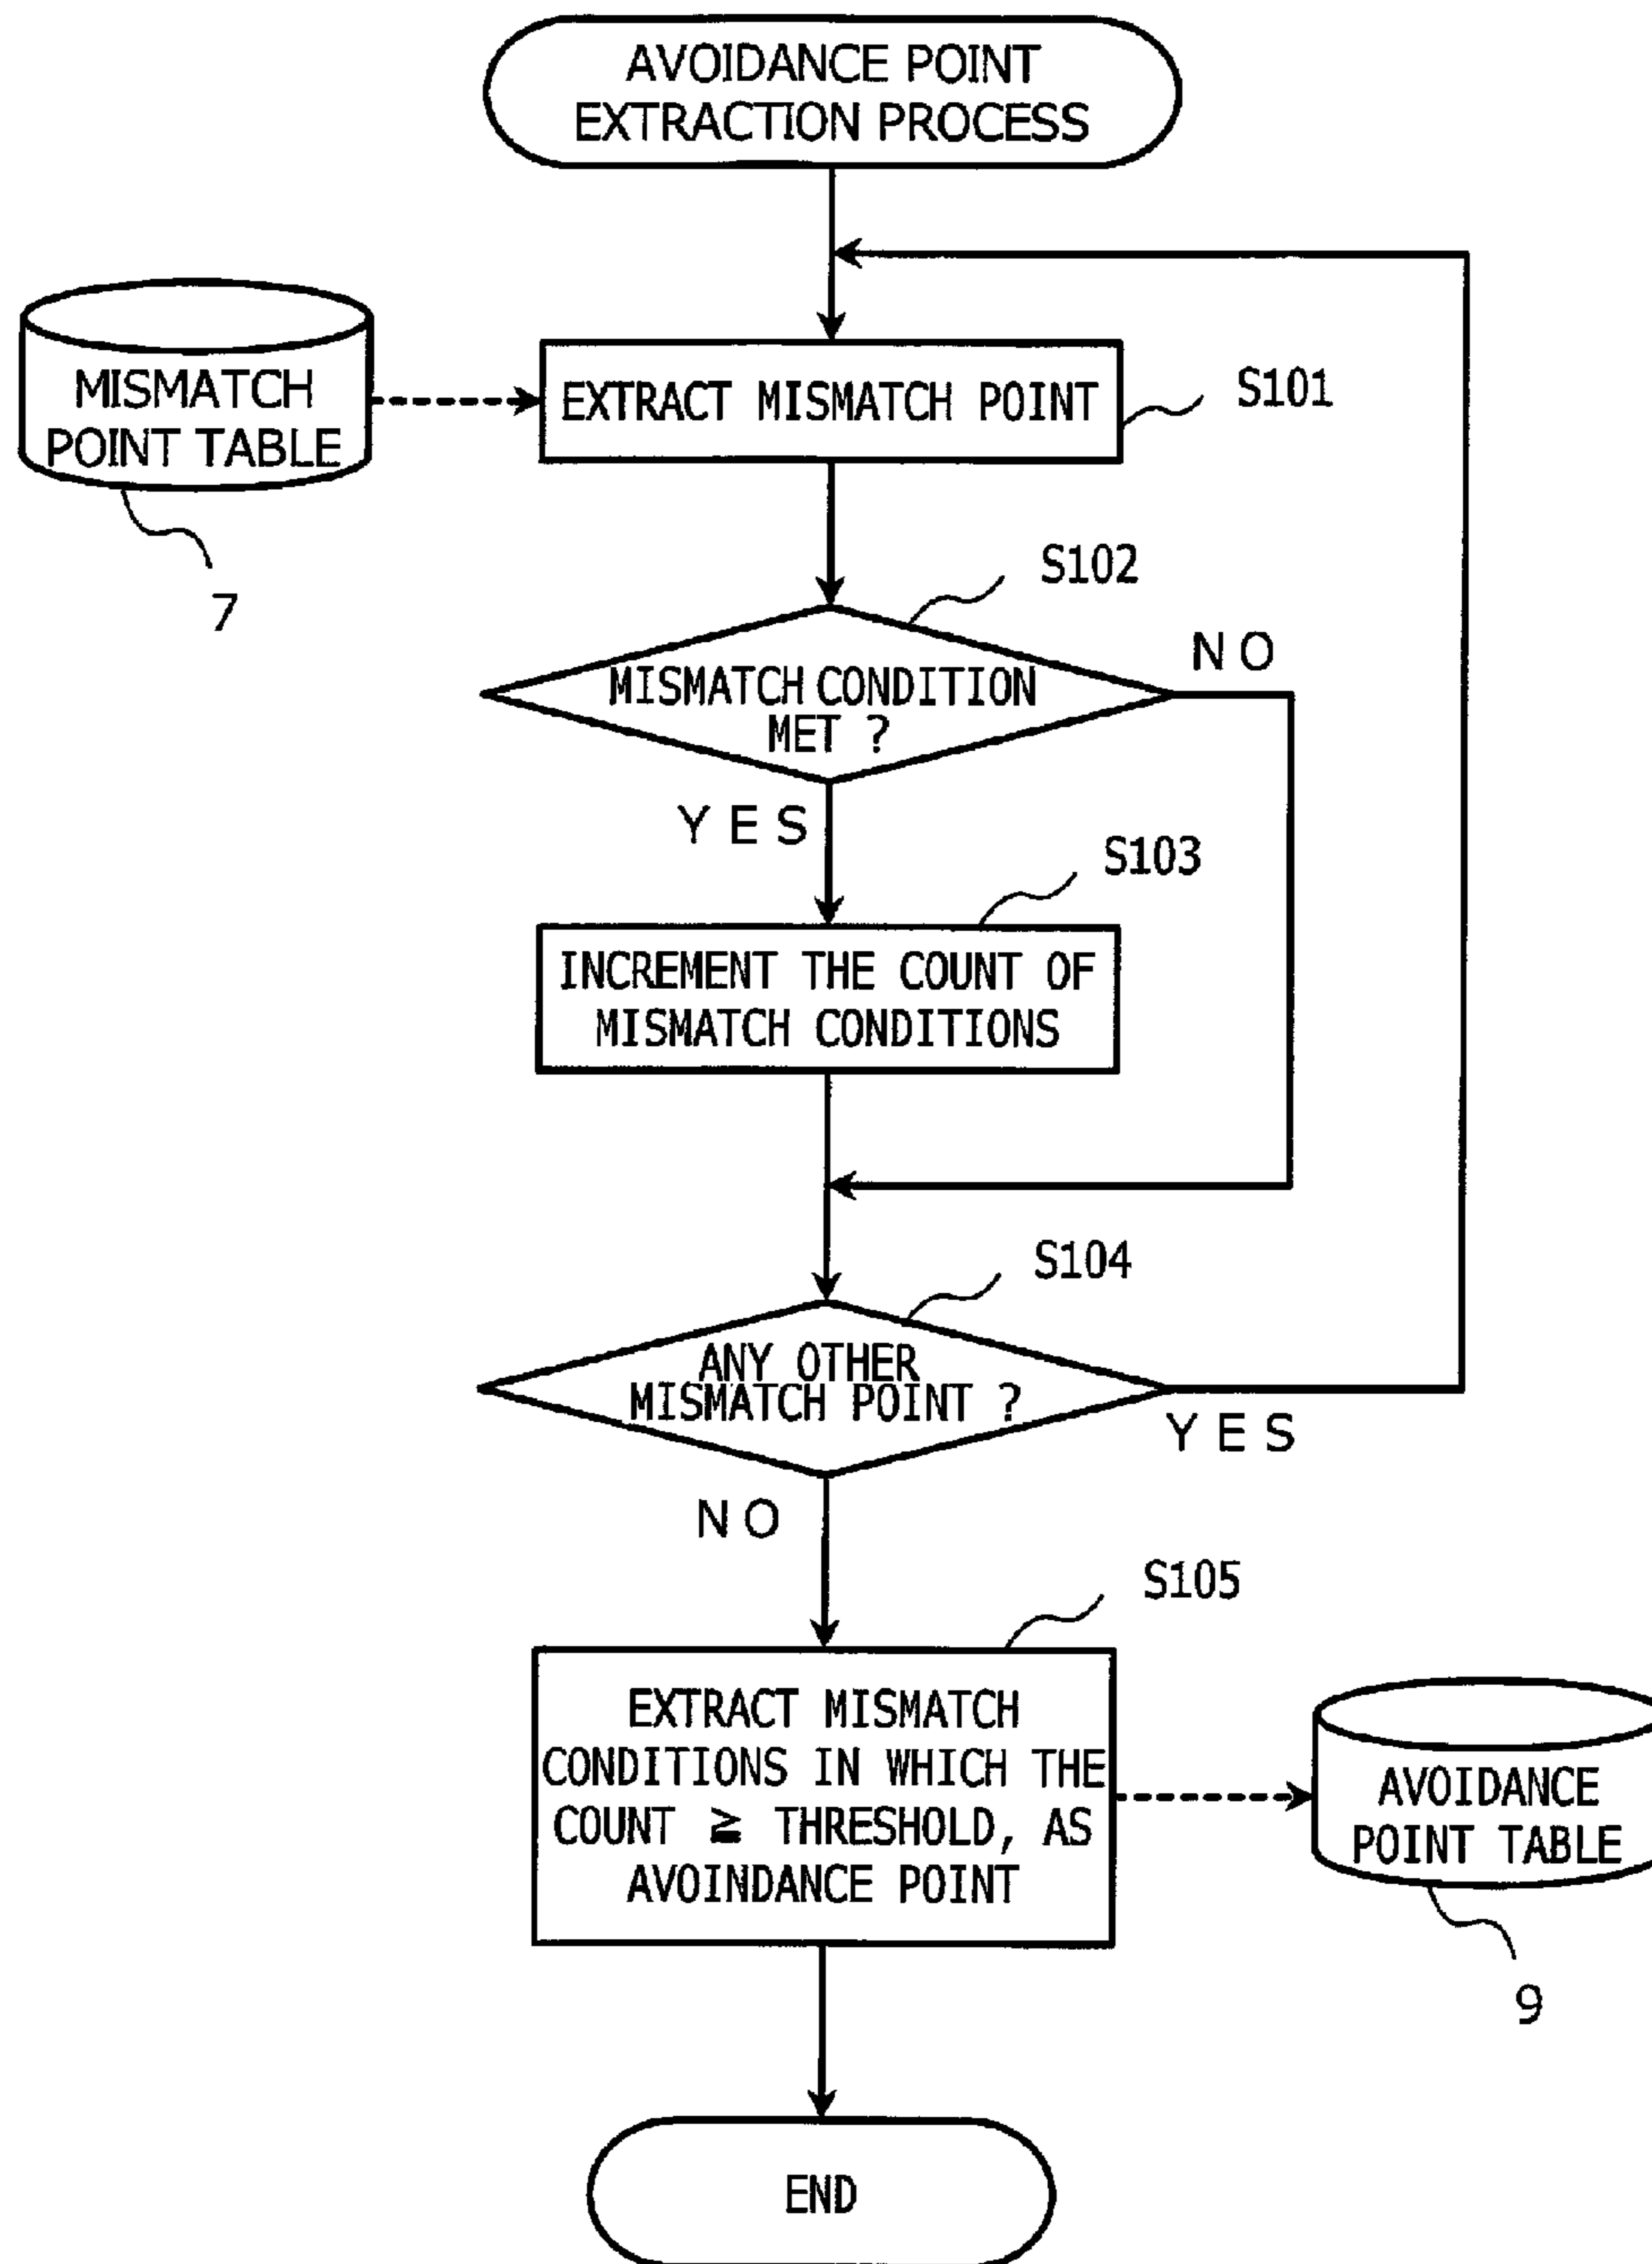 AVOIDANCE POINT
EXTRACTION PROCESS
MISMATCH
POINT TABLE
7
EXTRACT MISMATCH POINT
S101
S102
MISMATCH CONDITION
MET ?
NO
YES
S103
INCREMENT THE COUNT OF
MISMATCH CONDITIONS
S104
ANY OTHER
MISMATCH POINT ?
YES
NO
S105
EXTRACT MISMATCH
CONDITIONS IN WHICH THE
COUNT ≧ THRESHOLD, AS
AVOINDANCE POINT
AVOIDANCE
POINT TABLE
9
END